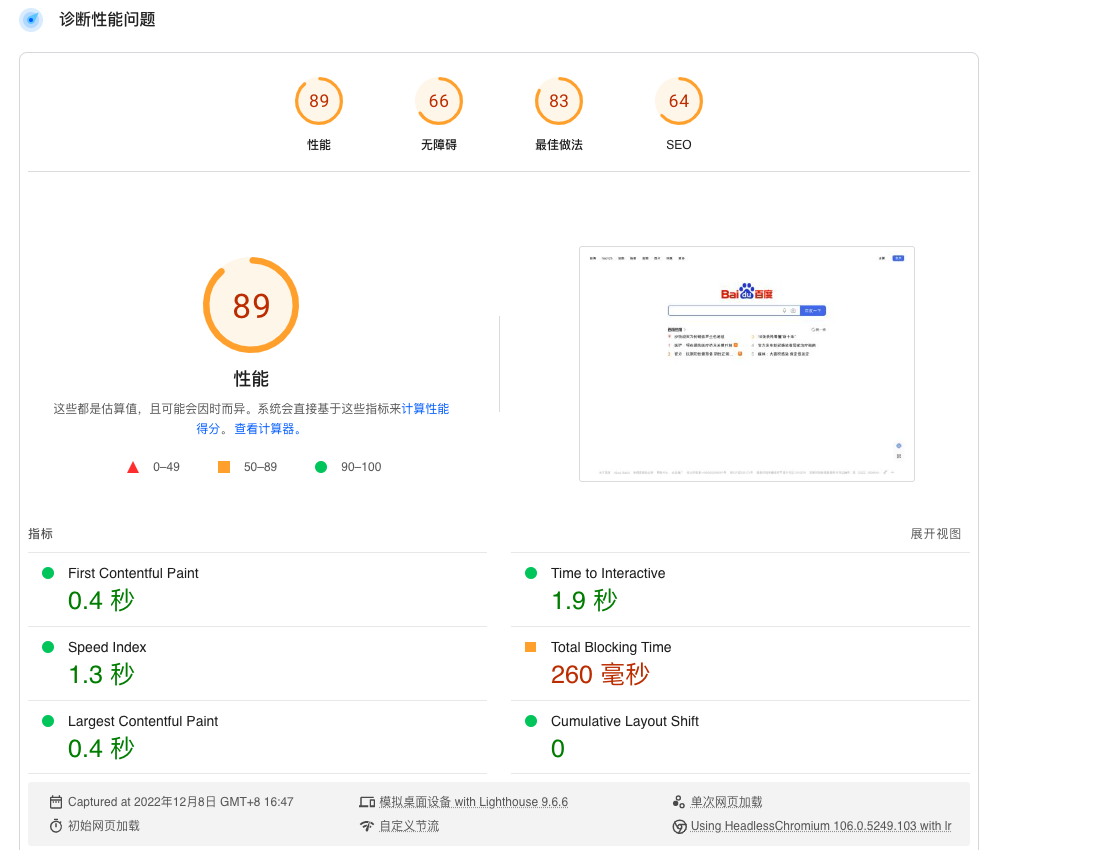 诊断性能问题
89
66
83
64
性能
无障碍
最佳做法
SEO
89
性能
这些都是估算值，且可能会因时而异。系统会直接基于这些指标来计算性能
得分。查看计算器。
0–49
50–89
90–100
Bai du 百度
百度一下
指标
展开视图
First Contentful Paint
0.4 秒
Time to Interactive
1.9 秒
Speed Index
1.3 秒
Total Blocking Time
260 毫秒
Largest Contentful Paint
0.4 秒
Cumulative Layout Shift
0
Captured at 2022年12月8日 GMT+8 16:47
模拟桌面设备 with Lighthouse 9.6.6
单次网页加载
初始网页加载
自定义节流
Using HeadlessChromium 106.0.5249.103 with lr